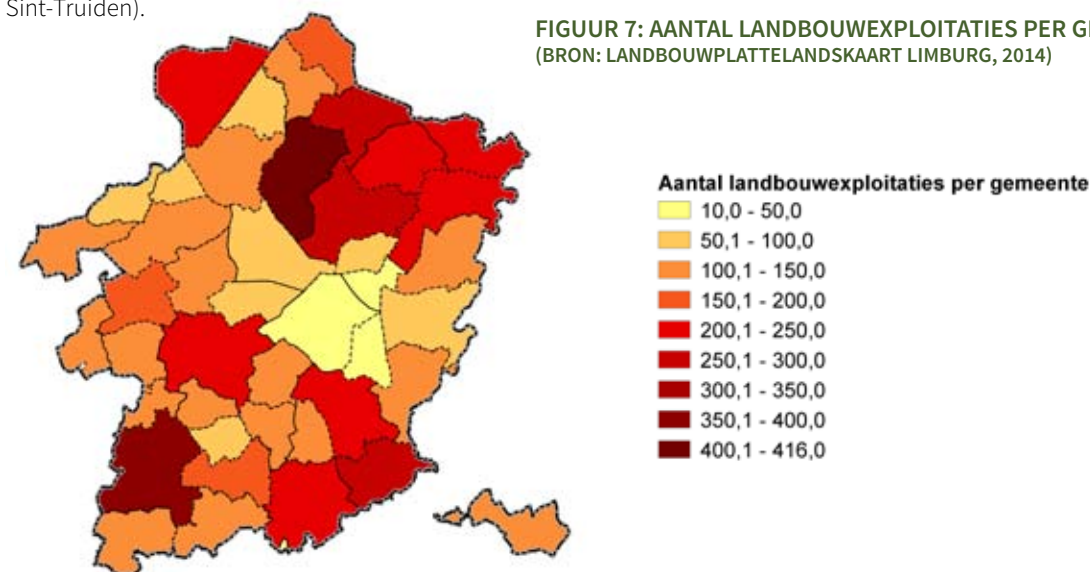 Sint-Truiden).
FIGUUR 7: AANTAL LANDBOUWEXPLOITATIES PER G
(BRON: LANDBOUWPLATTELANDSKAART LIMBURG, 2014)
Aantal landbouwexploitaties per gemeente
10,0 - 50,0
50,1 - 100,0
100,1 - 150,0
150,1 - 200,0
200,1 - 250,0
250,1 - 300,0
300,1 - 350,0
350,1 - 400,0
400,1 - 416,0